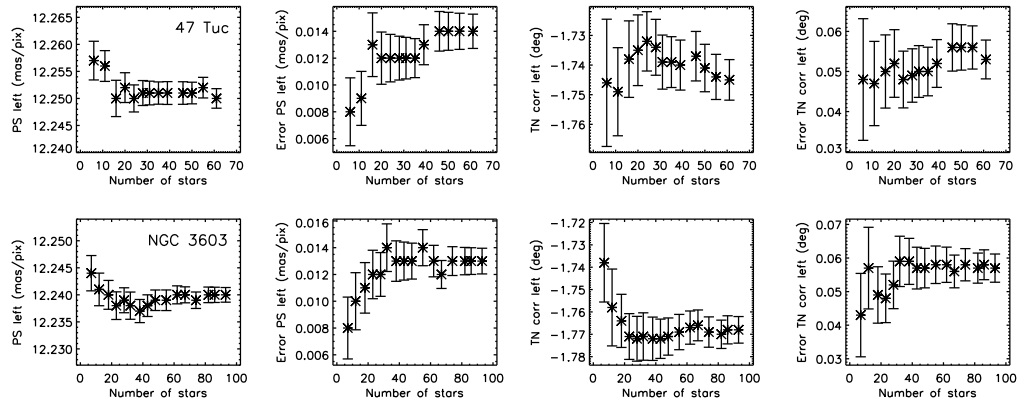 47 Tuc
PS left (mas/pix)
12.265
12.260
12.255
12.250
12.245
12.240
0 10 20 30 40 50 60 70
Number of stars
Error PS left (mas/pix)
0.014
0.012
0.010
0.008
0.006
0 10 20 30 40 50 60 70
Number of stars
TN corr left (deg)
−1.73
−1.74
−1.75
−1.76
0 10 20 30 40 50 60 70
Number of stars
Error TN corr left (deg)
0.06
0.05
0.04
0.03
0 10 20 30 40 50 60 70
Number of stars
NGC 3603
PS left (mas/pix)
12.250
12.245
12.240
12.235
12.230
0 20 40 60 80 100
Number of stars
Error PS left (mas/pix)
0.016
0.014
0.012
0.010
0.008
0.006
0 20 40 60 80 100
Number of stars
TN corr left (deg)
−1.72
−1.73
−1.74
−1.75
−1.76
−1.77
−1.78
0 20 40 60 80 100
Number of stars
Error TN corr left (deg)
0.07
0.06
0.05
0.04
0.03
0 20 40 60 80 100
Number of stars